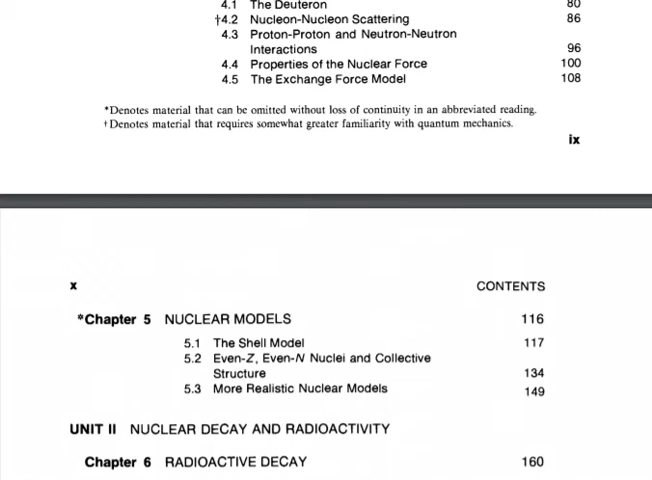 4.1 The Deuteron 80
†4.2 Nucleon-Nucleon Scattering 86
4.3 Proton-Proton and Neutron-Neutron
Interactions 96
4.4 Properties of the Nuclear Force 100
4.5 The Exchange Force Model 108
*Denotes material that can be omitted without loss of continuity in an abbreviated reading.
†Denotes material that requires somewhat greater familiarity with quantum mechanics.
ix
x CONTENTS
*Chapter 5 NUCLEAR MODELS 116
5.1 The Shell Model 117
5.2 Even-Z, Even-N Nuclei and Collective
Structure 134
5.3 More Realistic Nuclear Models 149
UNIT II NUCLEAR DECAY AND RADIOACTIVITY
Chapter 6 RADIOACTIVE DECAY 160